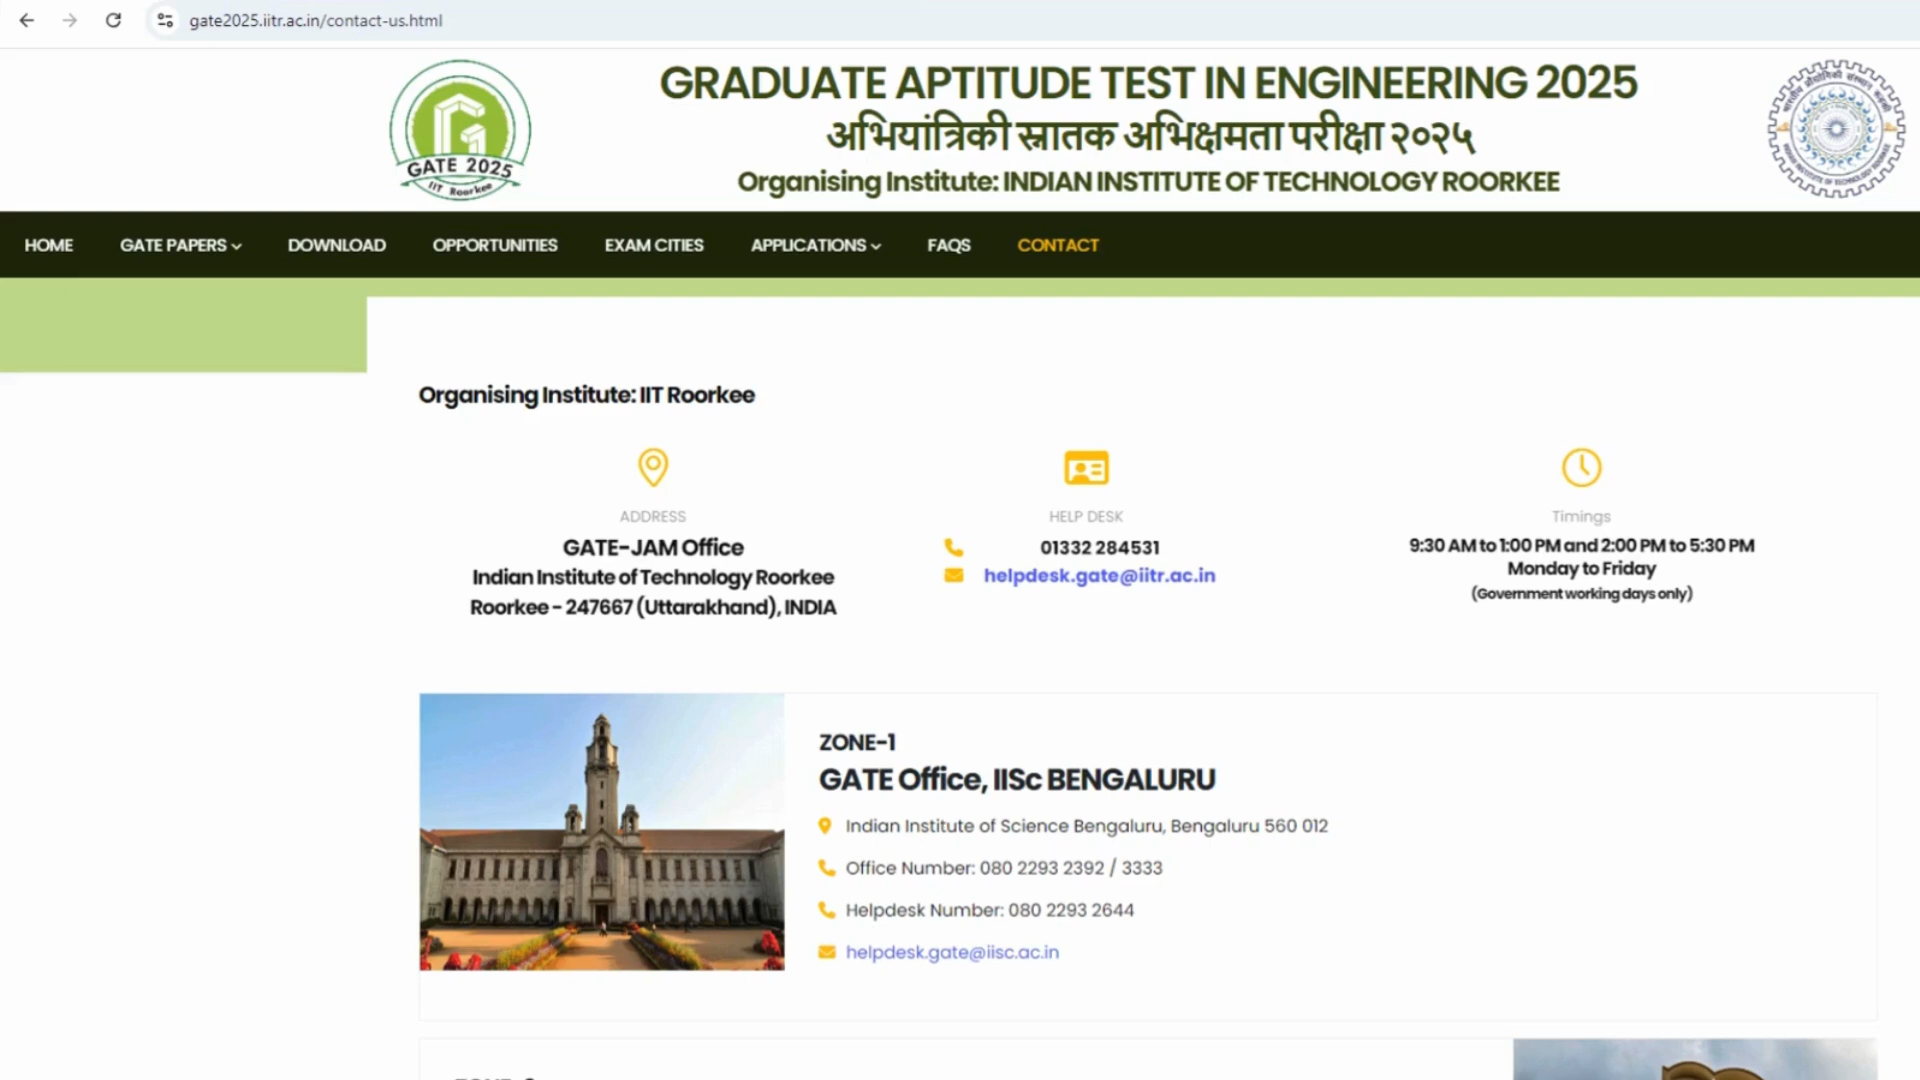 gate2025.iitr.ac.in/contact-us.html
GATE 2025
IIT Roorkee
GRADUATE APTITUDE TEST IN ENGINEERING 2025
अभियांत्रिकी स्नातक अभिक्षमता परीक्षा २०२५
Organising Institute: INDIAN INSTITUTE OF TECHNOLOGY ROORKEE
HOME GATE PAPERS DOWNLOAD OPPORTUNITIES EXAM CITIES APPLICATIONS FAQS CONTACT
Organising Institute: IIT Roorkee
ADDRESS
GATE-JAM Office
Indian Institute of Technology Roorkee
Roorkee - 247667 (Uttarakhand), INDIA
HELP DESK
01332 284531
helpdesk.gate@iitr.ac.in
Timings
9:30 AM to 1:00 PM and 2:00 PM to 5:30 PM
Monday to Friday
(Government working days only)
ZONE-1
GATE Office, IISc BENGALURU
Indian Institute of Science Bengaluru, Bengaluru 560 012
Office Number: 080 2293 2392 / 3333
Helpdesk Number: 080 2293 2644
helpdesk.gate@iisc.ac.in